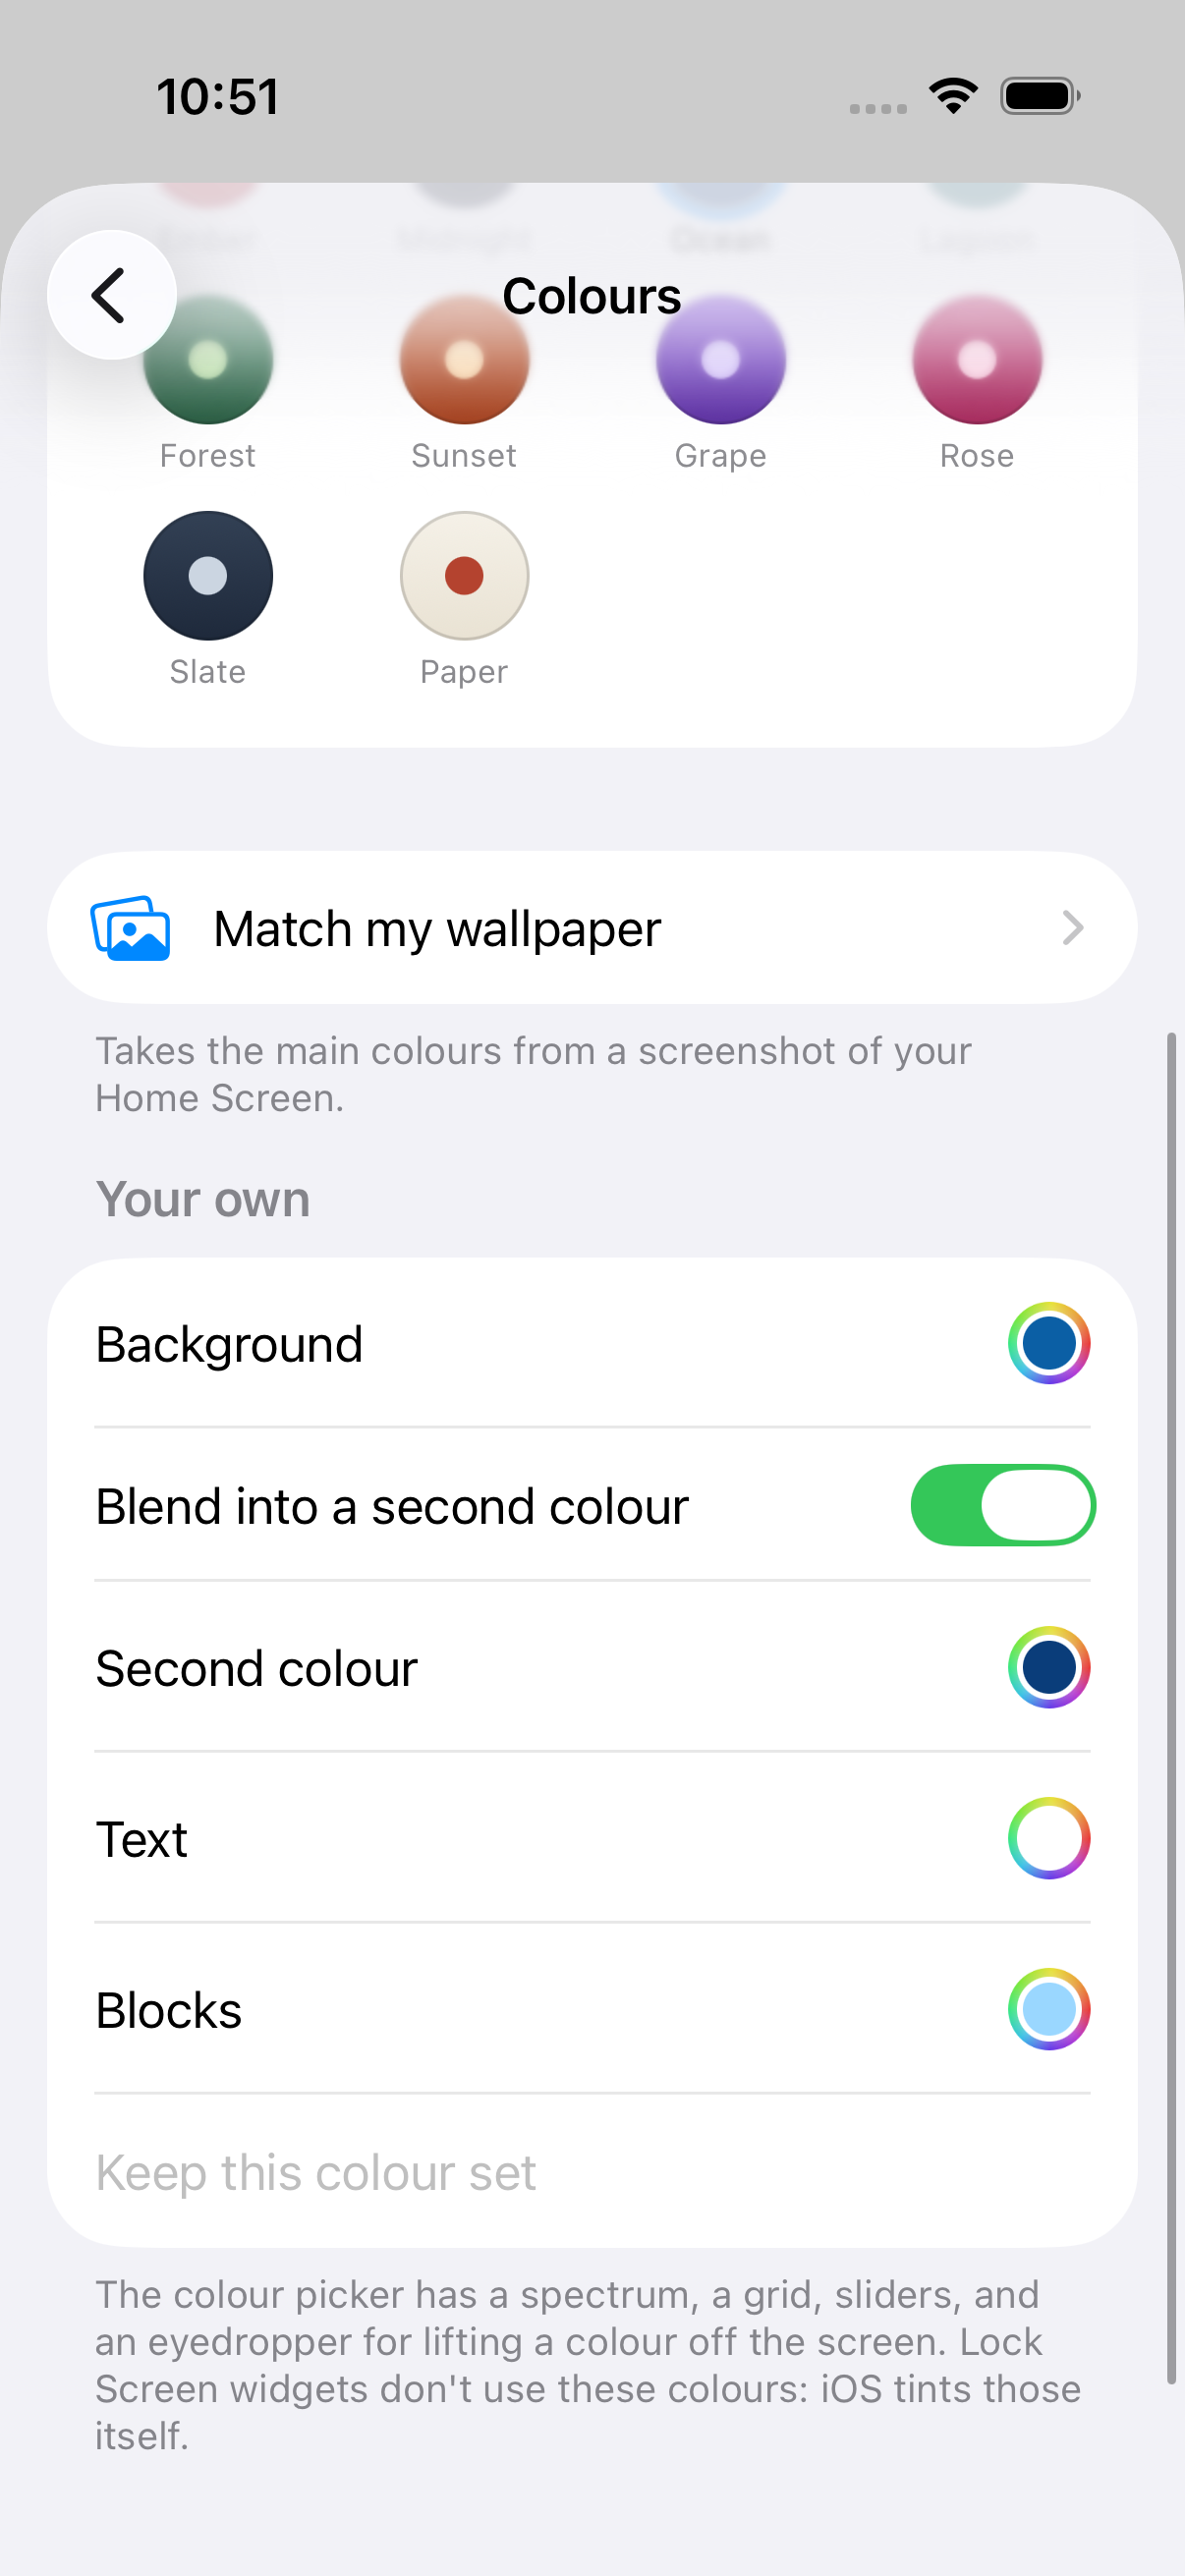 10:51
Ocean
Colours
Forest
Sunset
Grape
Rose
Slate
Paper
Match my wallpaper
Takes the main colours from a screenshot of your
Home Screen.
Your own
Background
Blend into a second colour
Second colour
Text
Blocks
Keep this colour set
The colour picker has a spectrum, a grid, sliders, and
an eyedropper for lifting a colour off the screen. Lock
Screen widgets don't use these colours: iOS tints those
itself.